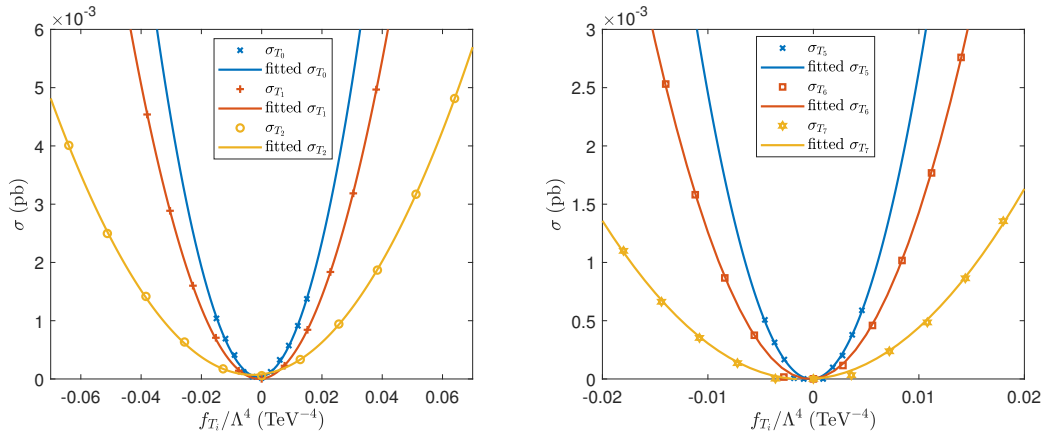 ×10⁻³
6
5
4
3
2
1
0
σ (pb)
σ_{T_0}
fitted σ_{T_0}
σ_{T_1}
fitted σ_{T_1}
σ_{T_2}
fitted σ_{T_2}
-0.06 -0.04 -0.02 0 0.02 0.04 0.06
f_{T_i}/Λ⁴ (TeV⁻⁴)
×10⁻³
3
2.5
2
1.5
1
0.5
0
σ (pb)
σ_{T_5}
fitted σ_{T_5}
σ_{T_6}
fitted σ_{T_6}
σ_{T_7}
fitted σ_{T_7}
-0.02 -0.01 0 0.01 0.02
f_{T_i}/Λ⁴ (TeV⁻⁴)